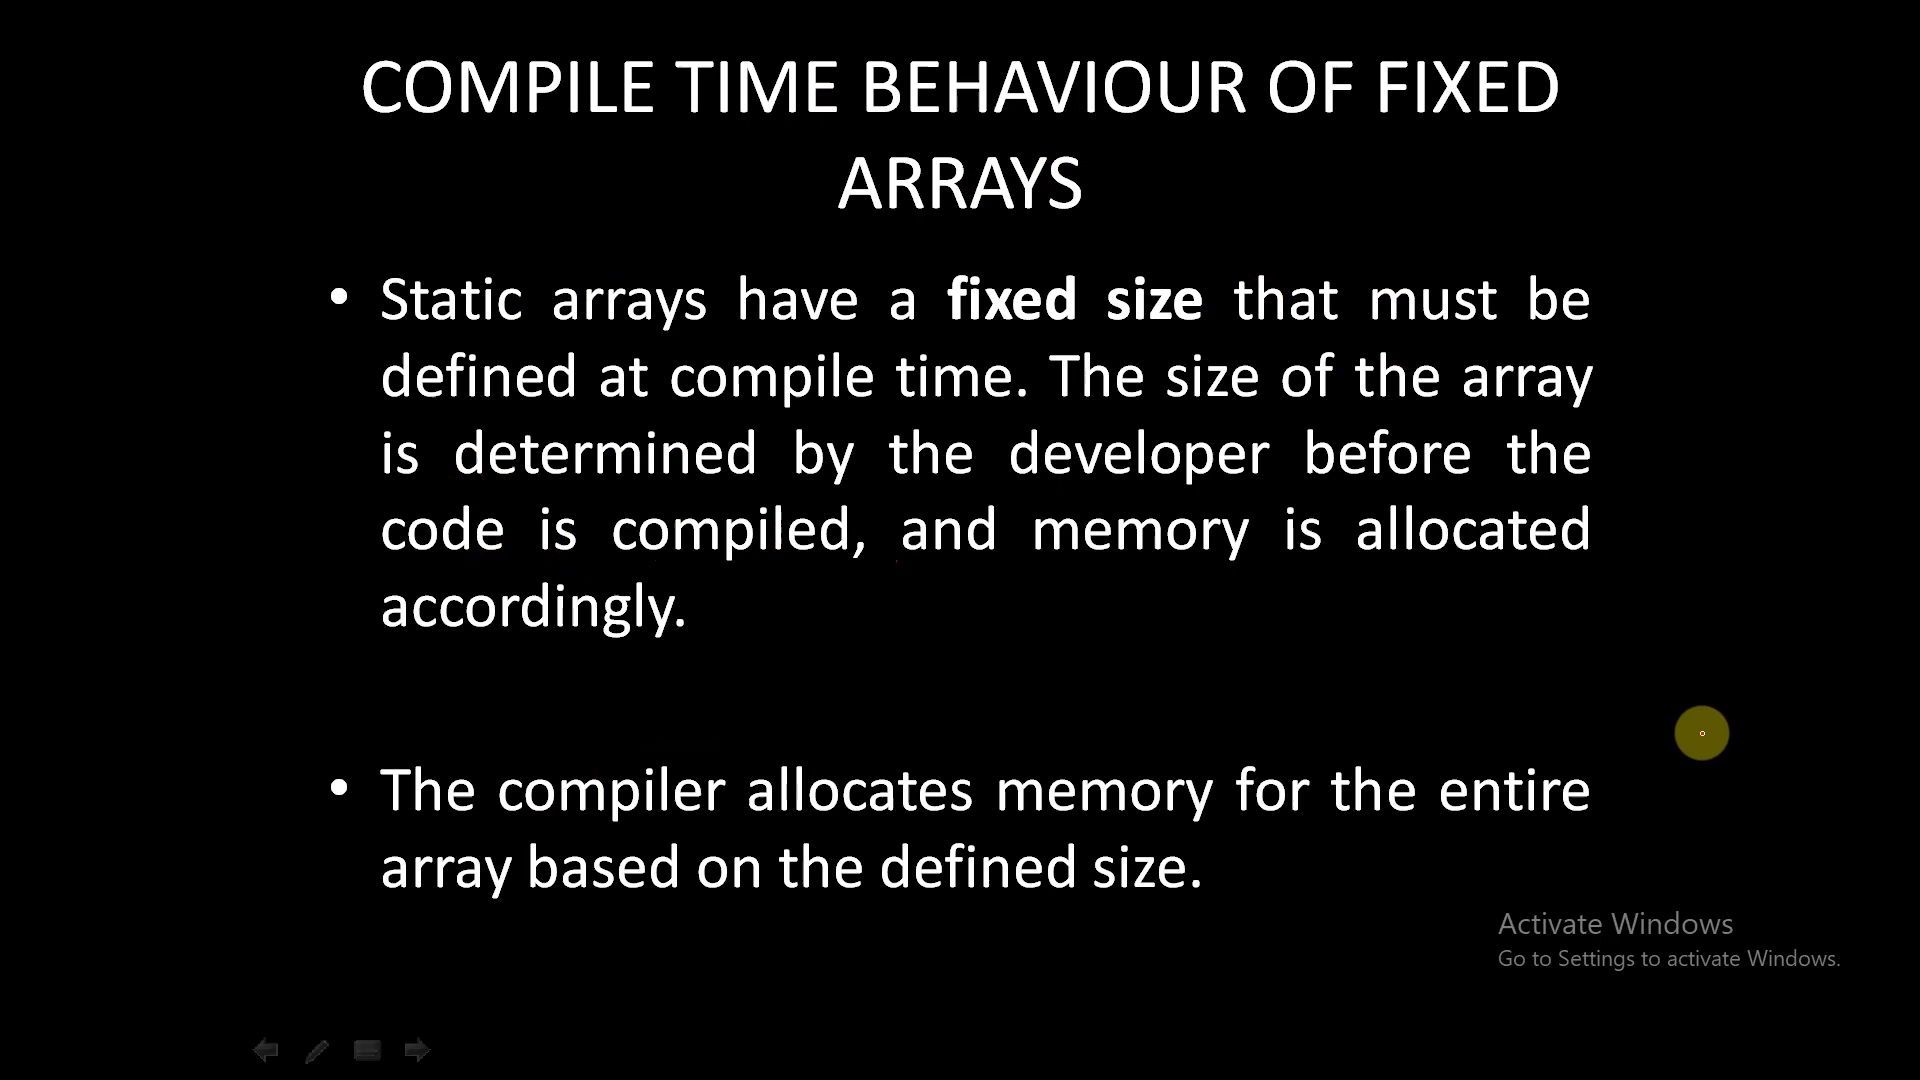 COMPILE TIME BEHAVIOUR OF FIXED
ARRAYS
• Static arrays have a fixed size that must be
defined at compile time. The size of the array
is determined by the developer before the
code is compiled, and memory is allocated
accordingly.
• The compiler allocates memory for the entire
array based on the defined size.
Activate Windows
Go to Settings to activate Windows.